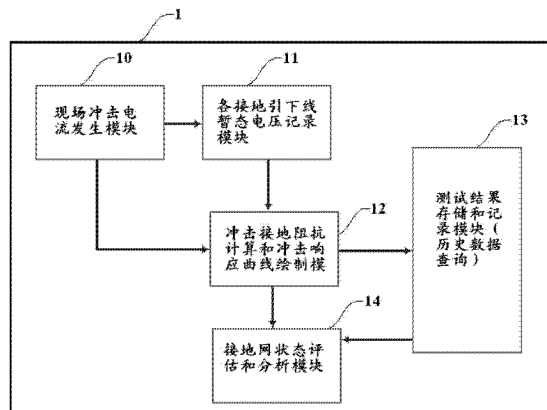 1
10
现场冲击电
流发生模块
11
各接地引下线
暂态电压记录
模块
12
冲击接地阻抗
计算和冲击响
应曲线绘制模
13
测试结果
存储和记
录模块（
历史数据
查询）
14
接地网状态评
估和分析模块